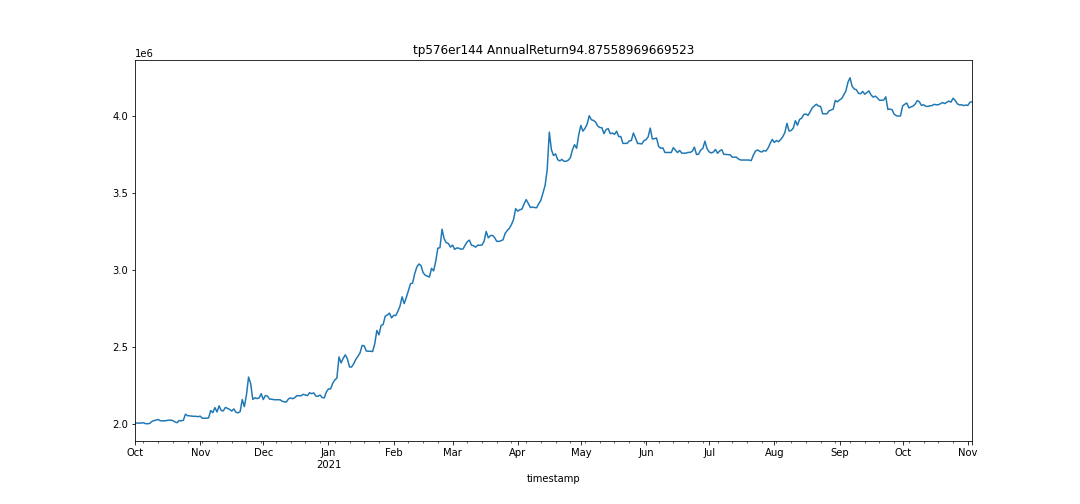 tp576er144 AnnualReturn94.87558969669523
1e6
4.0
3.5
3.0
2.5
2.0
Oct Nov Dec Jan Feb Mar Apr May Jun Jul Aug Sep Oct Nov
2021
timestamp